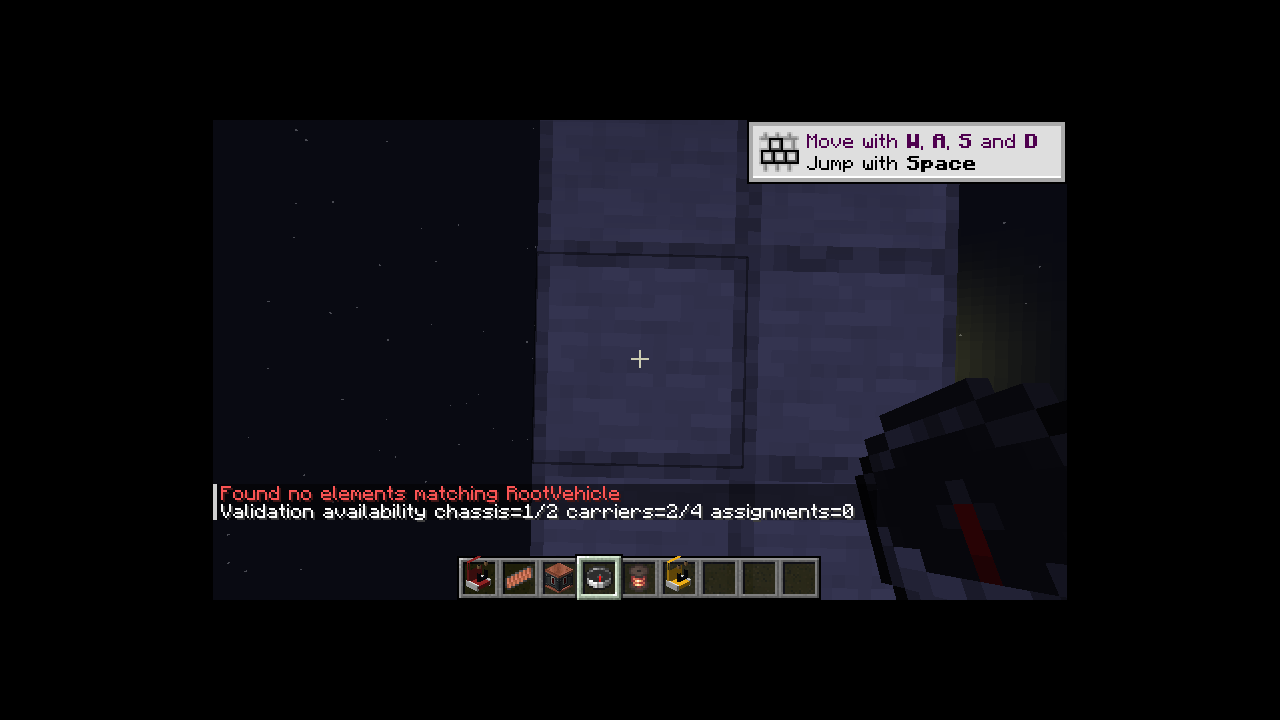 Move with W, A, S and D
Jump with Space
Found no elements matching RootVehicle
Validation availability chassis=1/2 carriers=2/4 assignments=0